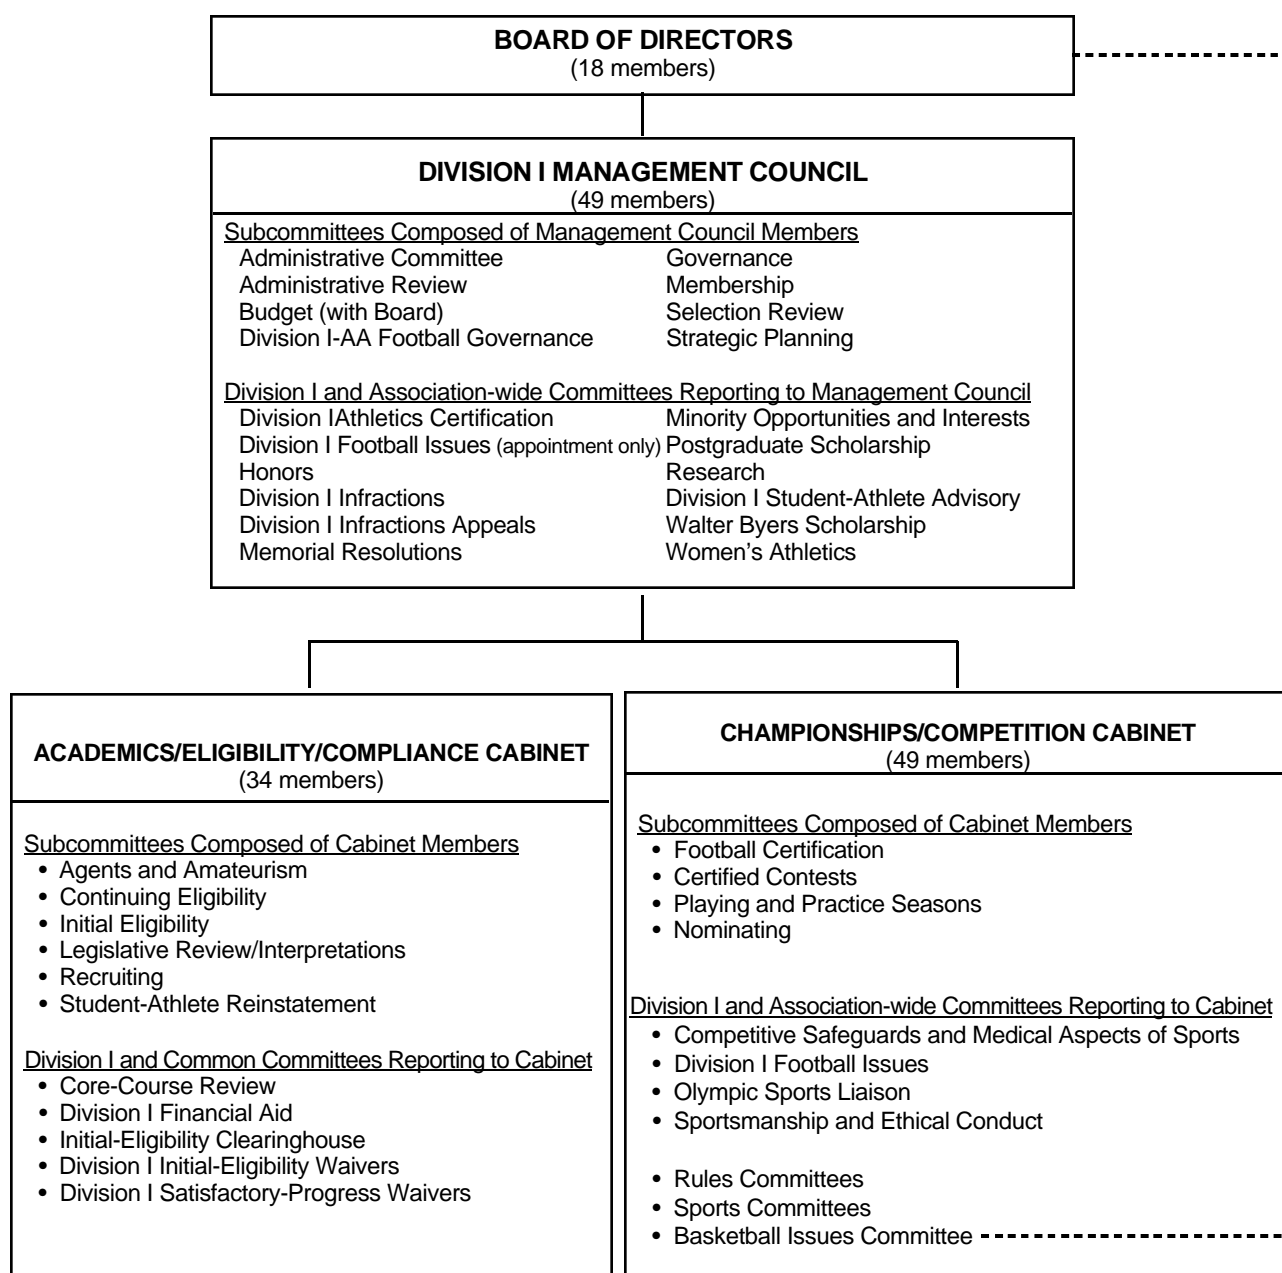 BOARD OF DIRECTORS
(18 members)
DIVISION I MANAGEMENT COUNCIL
(49 members)
Subcommittees Composed of Management Council Members
Administrative Committee Governance
Administrative Review Membership
Budget (with Board) Selection Review
Division I-AA Football Governance Strategic Planning
Division I and Association-wide Committees Reporting to Management Council
Division IAthletics Certification Minority Opportunities and Interests
Division I Football Issues (appointment only) Postgraduate Scholarship
Honors Research
Division I Infractions Division I Student-Athlete Advisory
Division I Infractions Appeals Walter Byers Scholarship
Memorial Resolutions Women's Athletics
ACADEMICS/ELIGIBILITY/COMPLIANCE CABINET
(34 members)
Subcommittees Composed of Cabinet Members
• Agents and Amateurism
• Continuing Eligibility
• Initial Eligibility
• Legislative Review/Interpretations
• Recruiting
• Student-Athlete Reinstatement
Division I and Common Committees Reporting to Cabinet
• Core-Course Review
• Division I Financial Aid
• Initial-Eligibility Clearinghouse
• Division I Initial-Eligibility Waivers
• Division I Satisfactory-Progress Waivers
CHAMPIONSHIPS/COMPETITION CABINET
(49 members)
Subcommittees Composed of Cabinet Members
• Football Certification
• Certified Contests
• Playing and Practice Seasons
• Nominating
Division I and Association-wide Committees Reporting to Cabinet
• Competitive Safeguards and Medical Aspects of Sports
• Division I Football Issues
• Olympic Sports Liaison
• Sportsmanship and Ethical Conduct
• Rules Committees
• Sports Committees
• Basketball Issues Committee